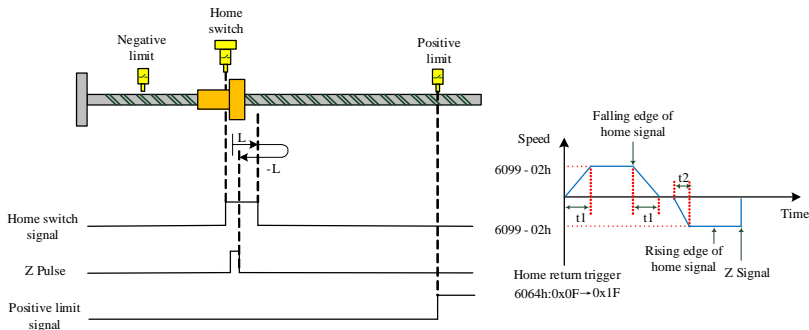 Home
switch
Negative
limit
Positive
limit
L
-L
Home switch
signal
Z Pulse
Positive limit
signal
Falling edge of
home signal
Speed
6099 - 02h
t2
Time
t1
t1
6099 - 02h
Rising edge of
home signal
Z Signal
Home return trigger
6064h:0x0F→0x1F